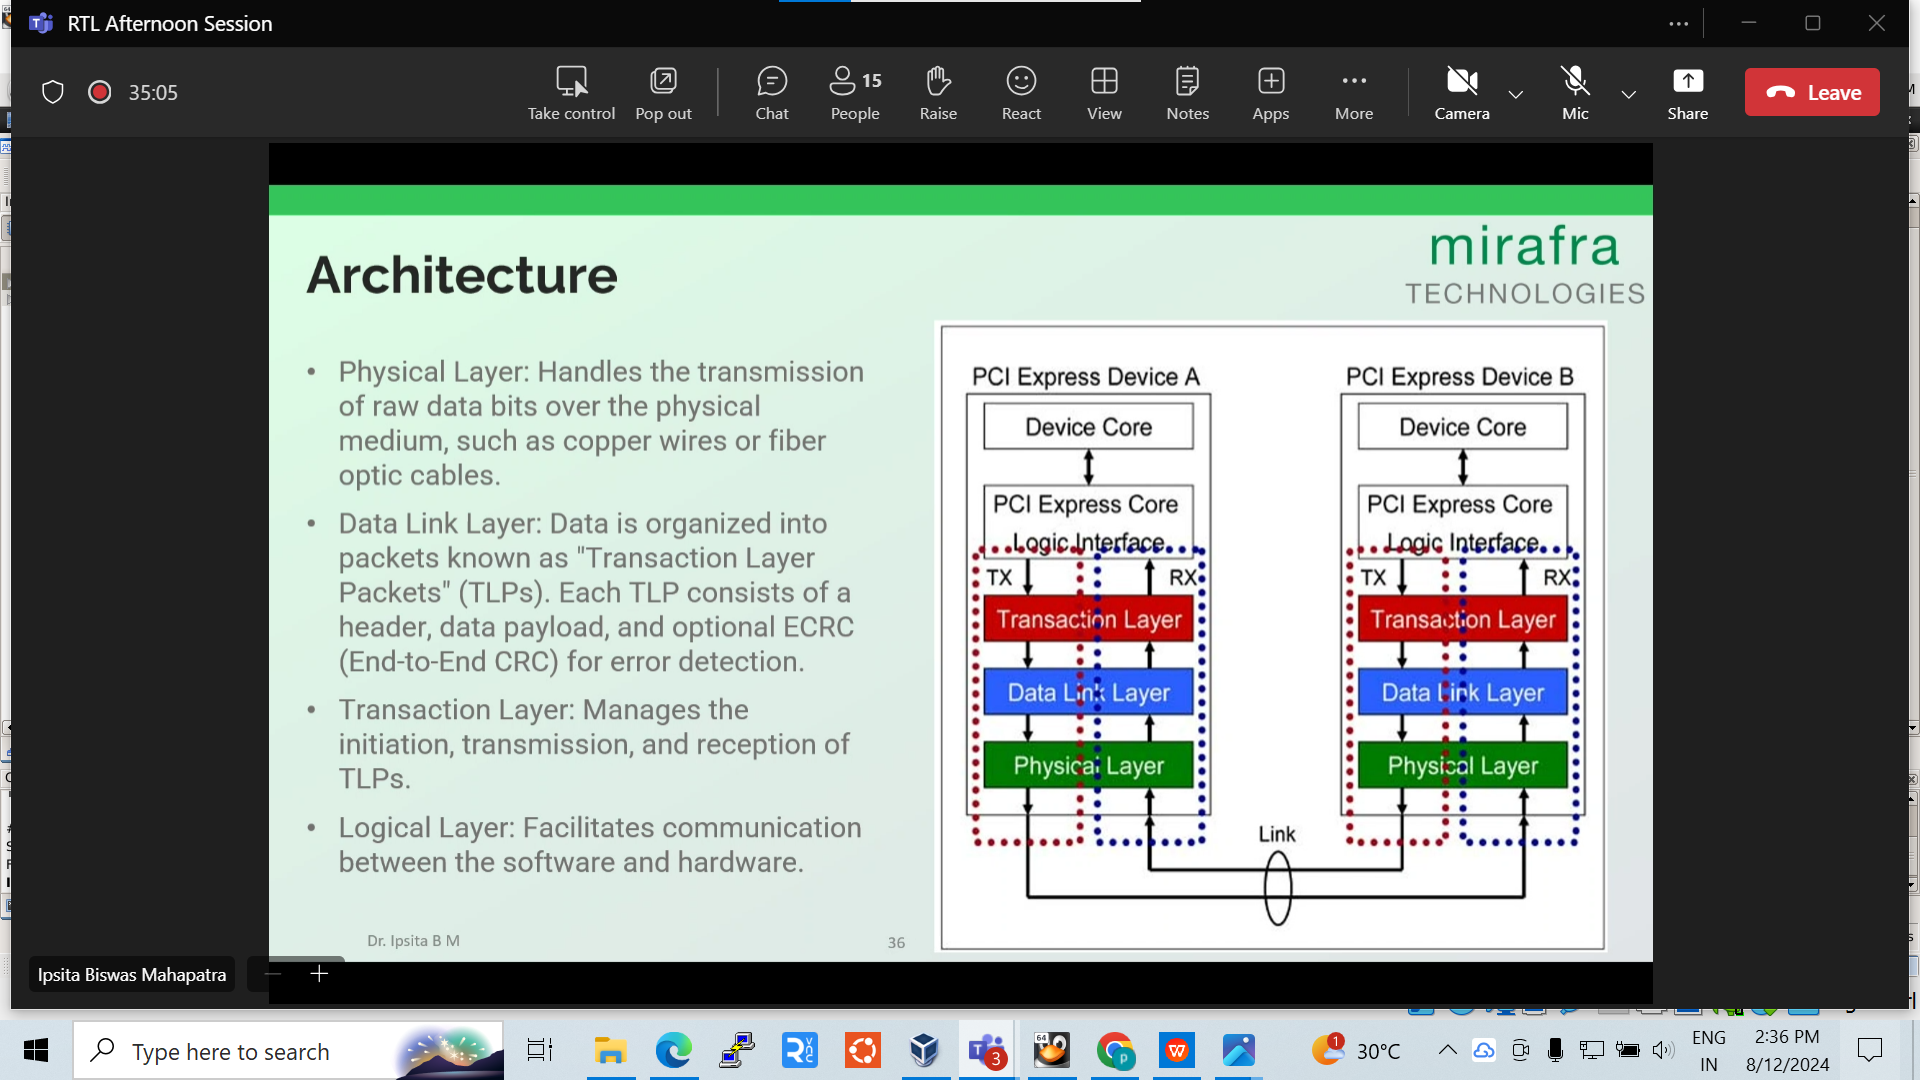 RTL Afternoon Session
35:05
Take control
Pop out
Chat
People 15
Raise
React
View
Notes
Apps
More
Camera
Mic
Share
Leave
mirafra
TECHNOLOGIES
Architecture
• Physical Layer: Handles the transmission
of raw data bits over the physical
medium, such as copper wires or fiber
optic cables.
• Data Link Layer: Data is organized into
packets known as "Transaction Layer
Packets" (TLPs). Each TLP consists of a
header, data payload, and optional ECRC
(End-to-End CRC) for error detection.
• Transaction Layer: Manages the
initiation, transmission, and reception of
TLPs.
• Logical Layer: Facilitates communication
between the software and hardware.
PCI Express Device A
Device Core
PCI Express Core
Logic Interface
TX
RX
Transaction Layer
Data Link Layer
Physical Layer
PCI Express Device B
Device Core
PCI Express Core
Logic Interface
TX
RX
Transaction Layer
Data Link Layer
Physical Layer
Link
Dr. Ipsita B M
36
Ipsita Biswas Mahapatra
Type here to search
3
64
1
30°C
ENG
IN
2:36 PM
8/12/2024